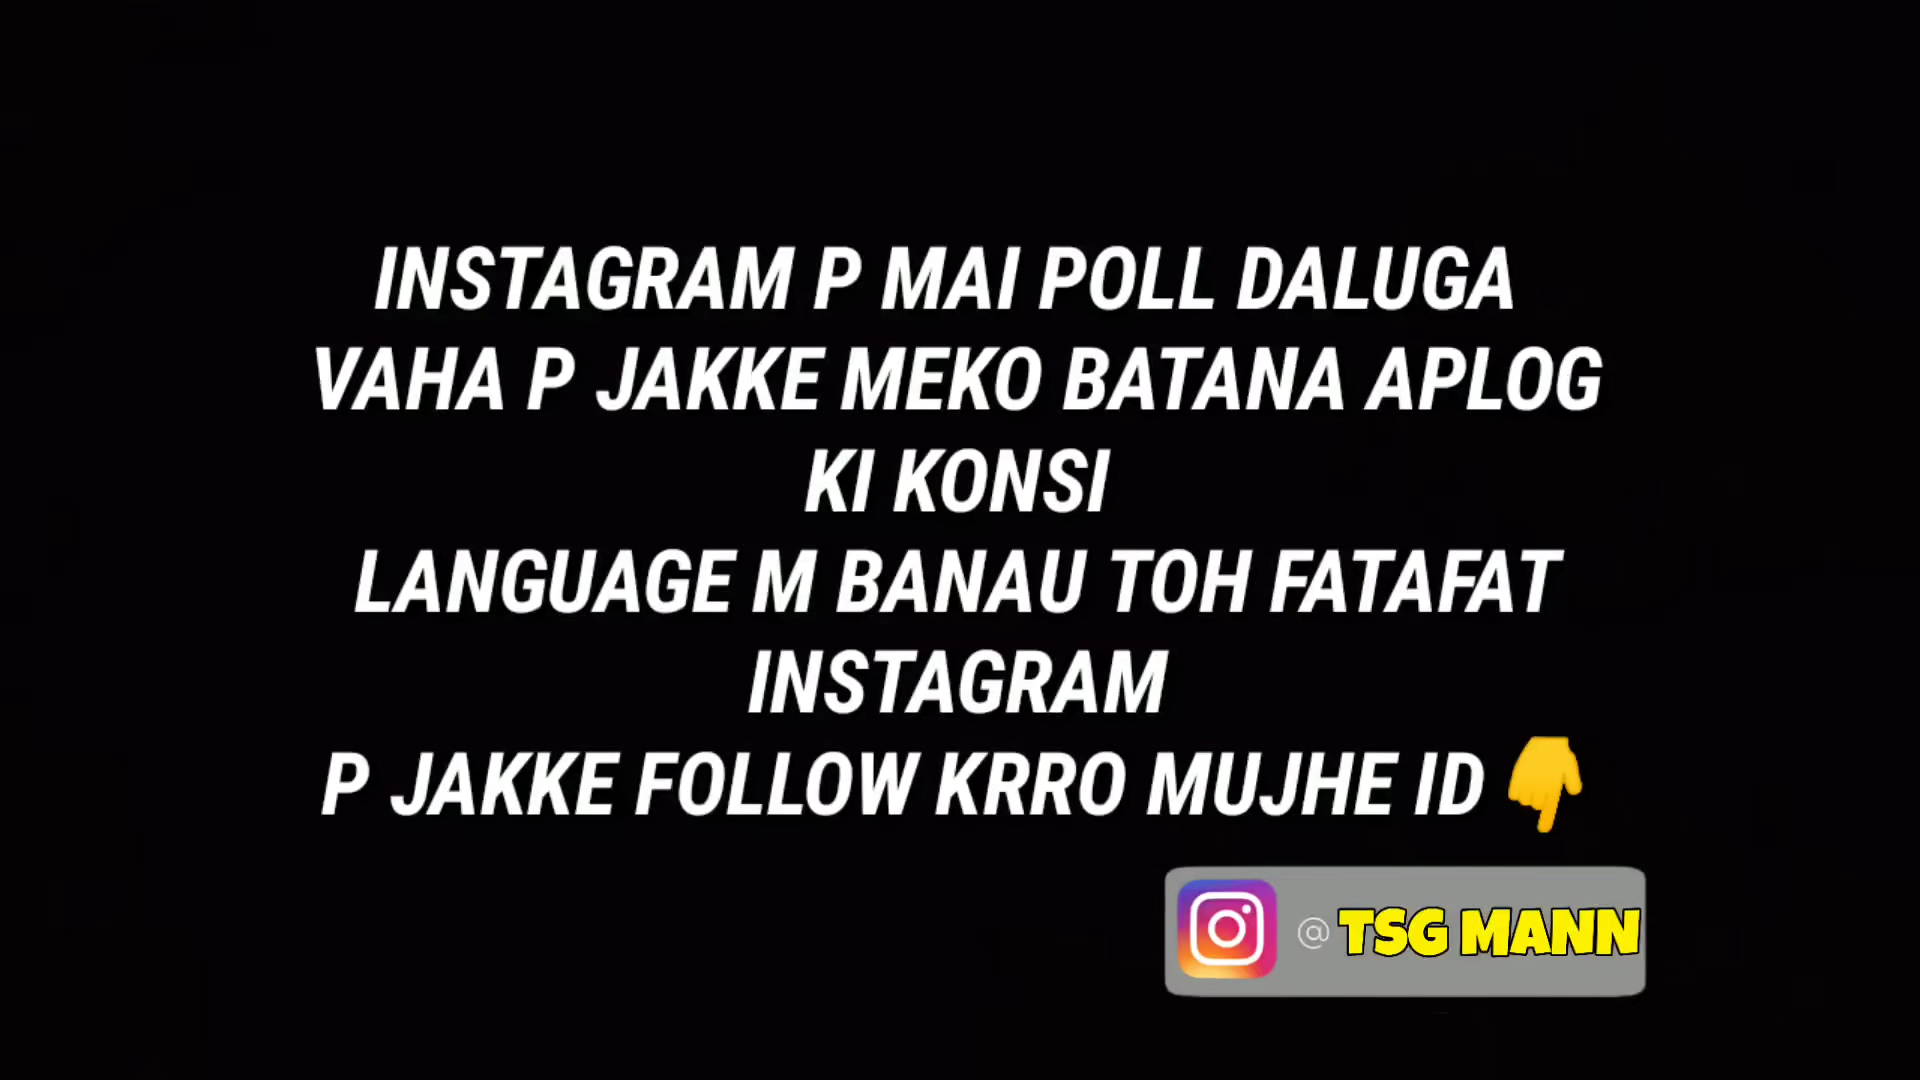 INSTAGRAM P MAI POLL DALUGA
VAHA P JAKKE MEKO BATANA APLOG
KI KONSI
LANGUAGE M BANAU TOH FATAFAT
INSTAGRAM
P JAKKE FOLLOW KRRO MUJHE ID 👇
@ TSG MANN